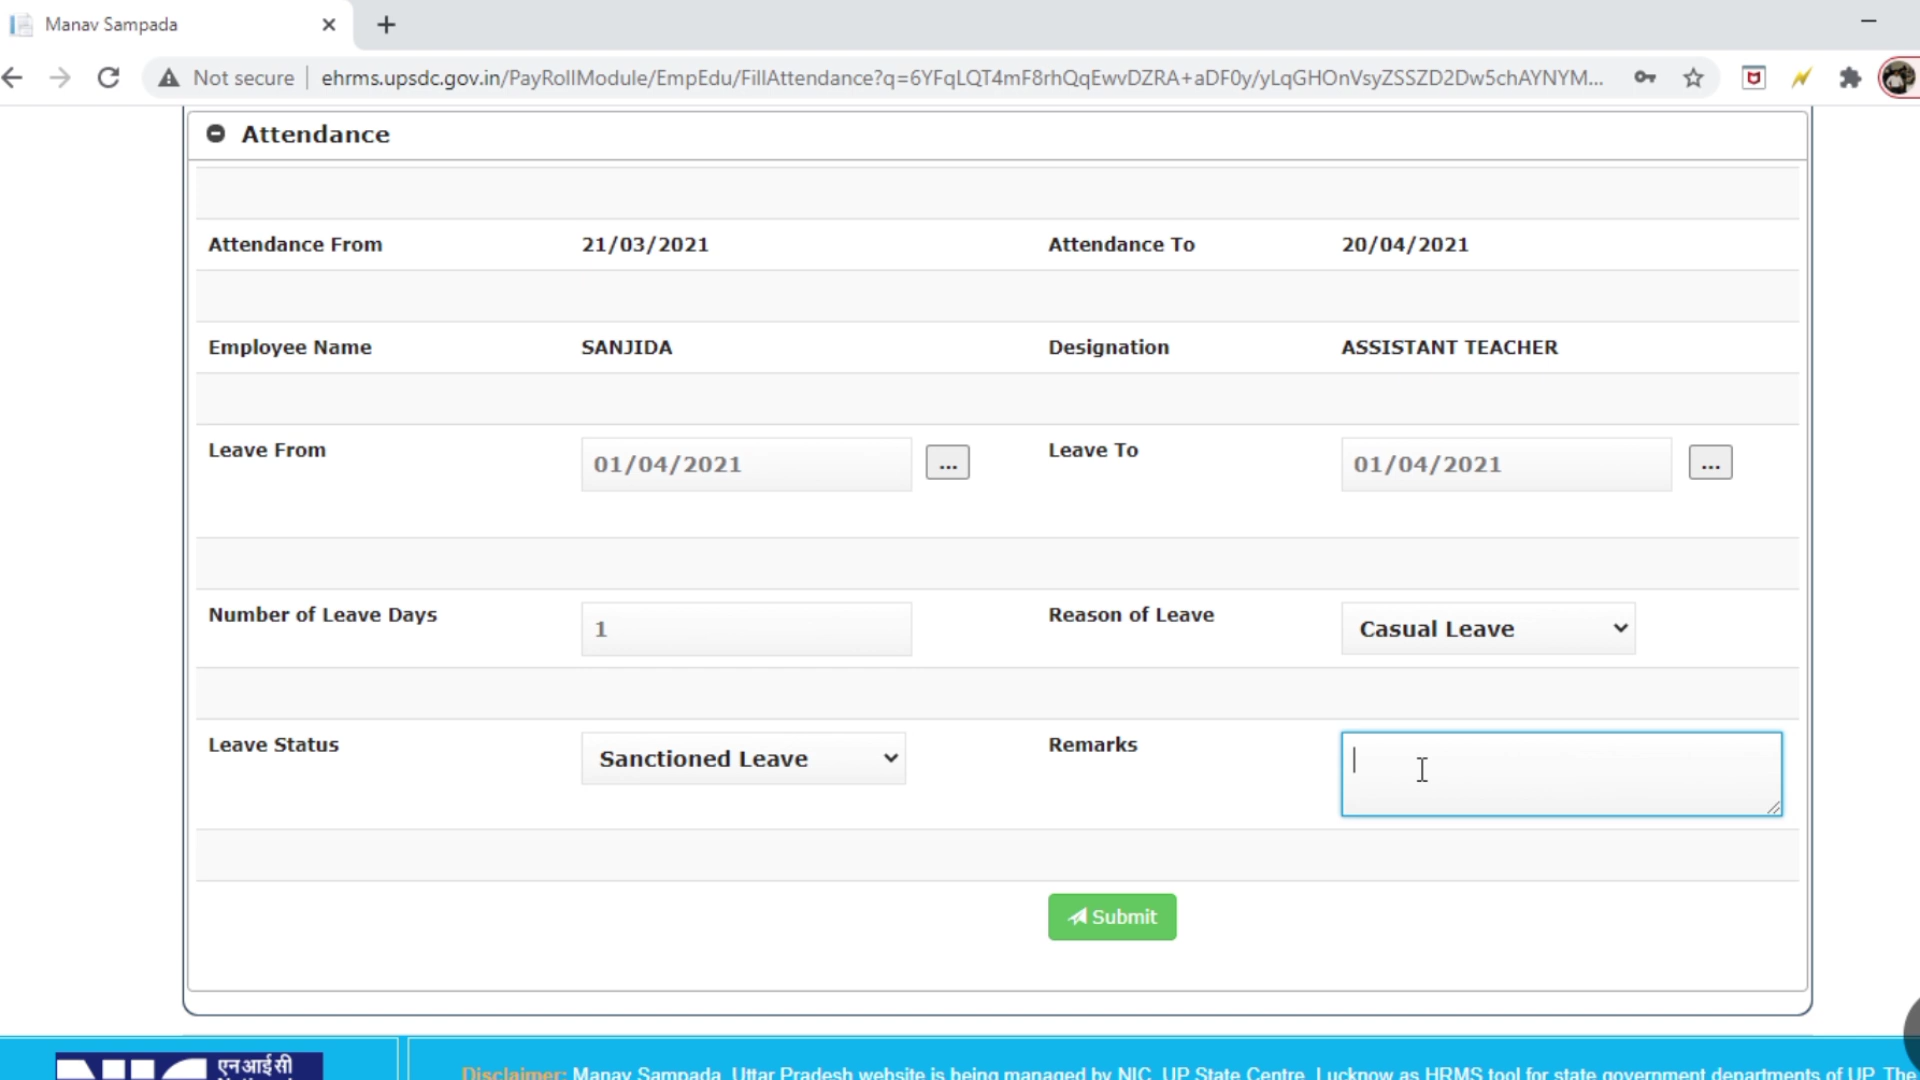 Manav Sampada
Not secure
ehrms.upsdc.gov.in/PayRollModule/EmpEdu/FillAttendance?q=6YFqLQT4mF8rhQqEwvDZRA+aDF0y/yLqGHOnVsyZSSZD2Dw5chAYNYM...
Attendance
Attendance From 21/03/2021 Attendance To 20/04/2021
Employee Name SANJIDA Designation ASSISTANT TEACHER
Leave From 01/04/2021 ... Leave To 01/04/2021 ...
Number of Leave Days 1 Reason of Leave Casual Leave
Leave Status Sanctioned Leave Remarks
Submit
एनआईसी
Disclaimer: Manav Sampada, Uttar Pradesh website is being managed by NIC, UP State Centre, Lucknow as HRMS tool for state government departments of UP. The